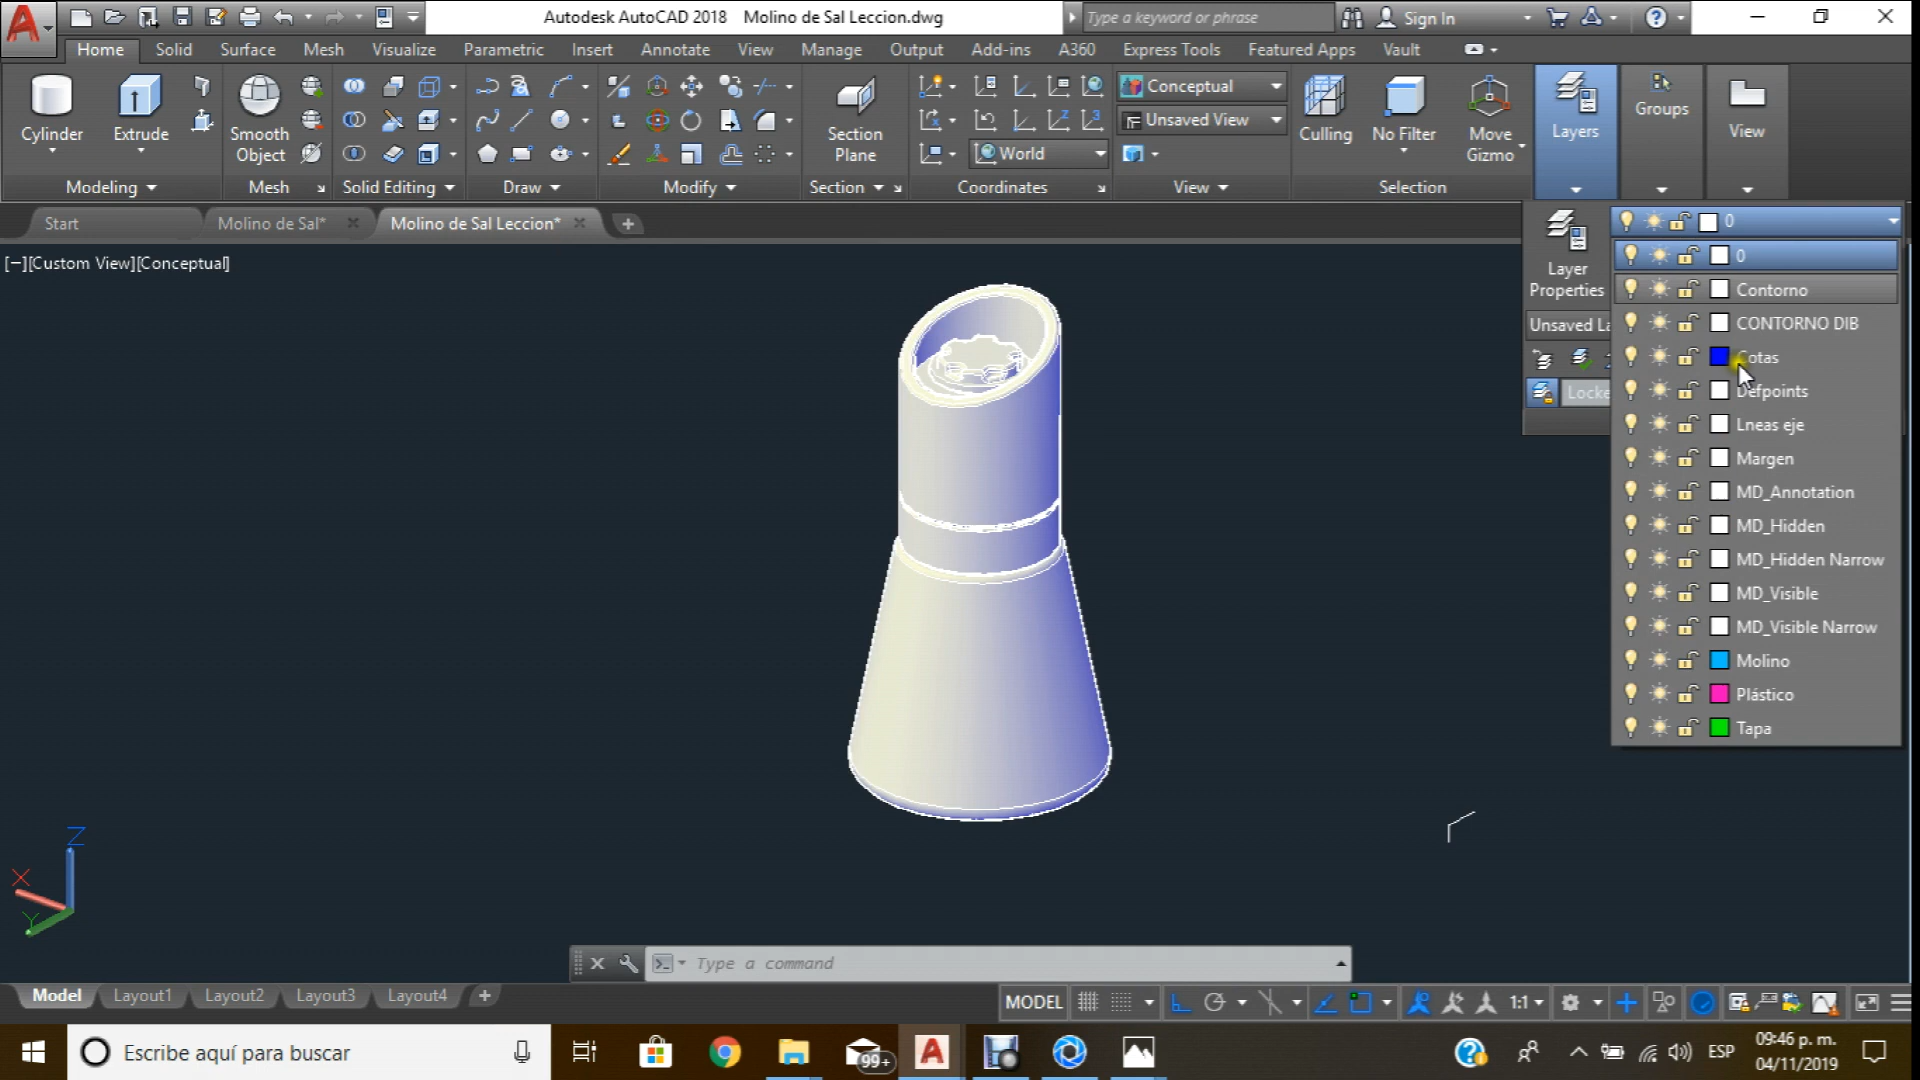 Autodesk AutoCAD 2018 Molino de Sal Leccion.dwg
Type a keyword or phrase
Sign In
Home Solid Surface Mesh Visualize Parametric Insert Annotate View Manage Output Add-ins A360 Express Tools Featured Apps Vault
Cylinder
Extrude
Smooth
Object
Section
Plane
Conceptual
Unsaved View
World
Culling
No Filter
Move
Gizmo
Layers
Groups
View
Modeling
Mesh
Solid Editing
Draw
Modify
Section
Coordinates
View
Selection
Start
Molino de Sal*
Molino de Sal Leccion*
[−][Custom View][Conceptual]
Layer
Properties
Unsaved La
Locke
0
0
Contorno
CONTORNO DIB
Cotas
Defpoints
Lneas eje
Margen
MD_Annotation
MD_Hidden
MD_Hidden Narrow
MD_Visible
MD_Visible Narrow
Molino
Plástico
Tapa
Z
X
Y
Type a command
Model Layout1 Layout2 Layout3 Layout4
MODEL
1:1
Escribe aquí para buscar
99+
ESP
09:46 p. m.
04/11/2019